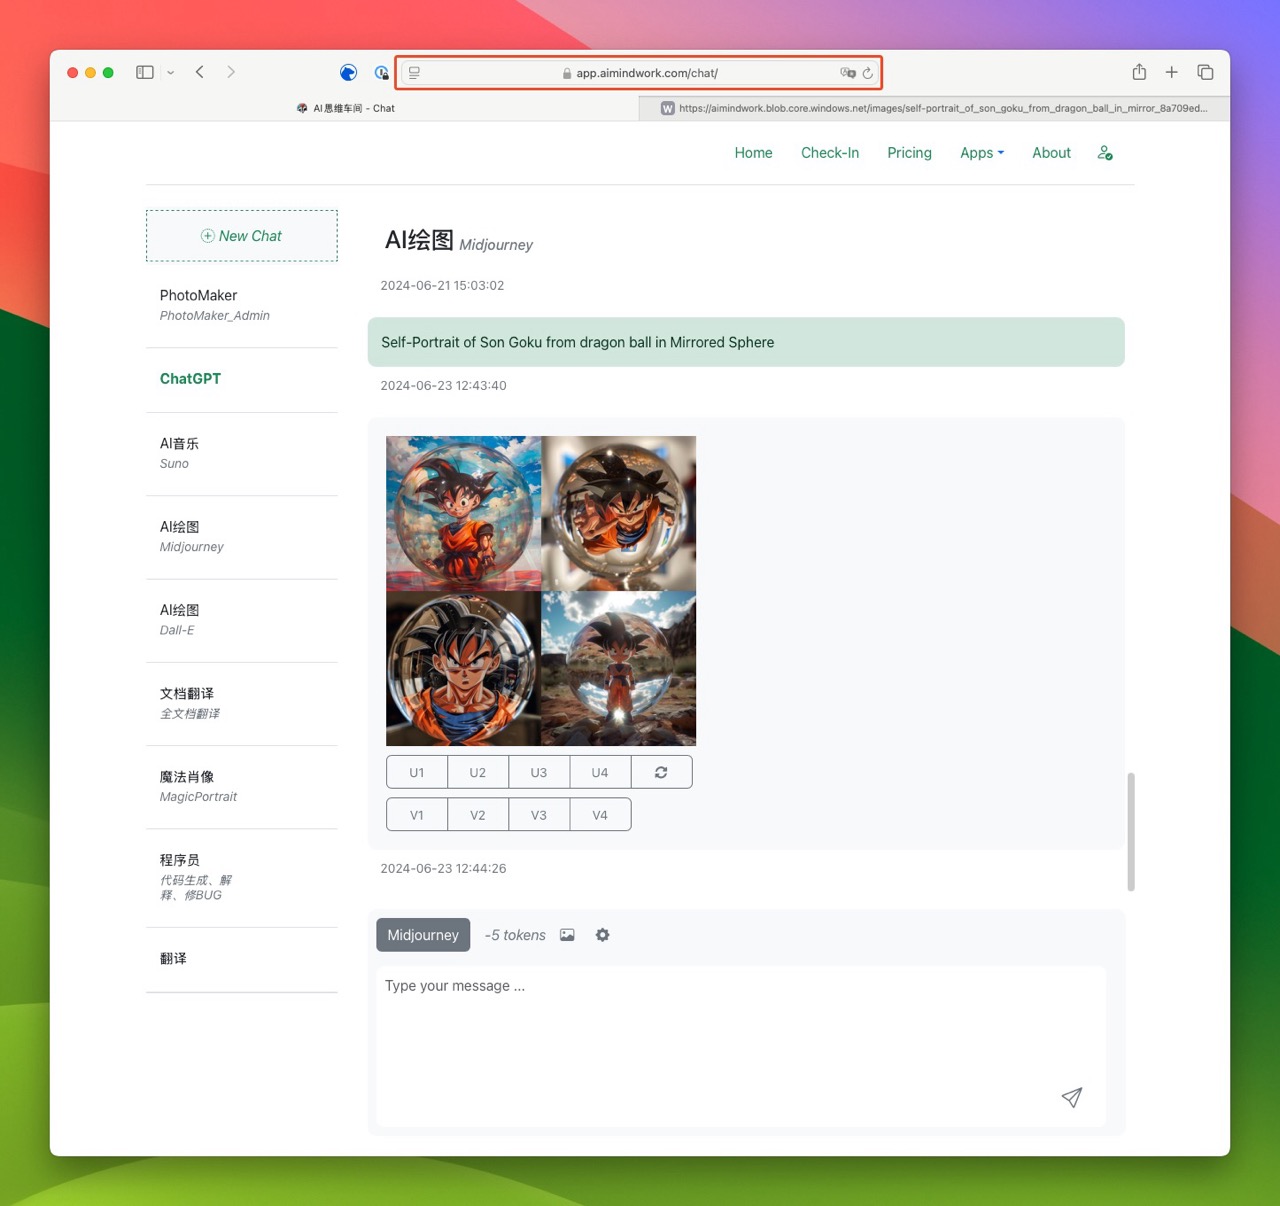 app.aimindwork.com/chat/
AI思维车间 - Chat
W https://aimindwork.blob.core.windows.net/images/self-portrait_of_son_goku_from_dragon_ball_in_mirror_8a709ed...
Home Check-In Pricing Apps About
New Chat
PhotoMaker
PhotoMaker_Admin
ChatGPT
AI音乐
Suno
AI绘图
Midjourney
AI绘图
Dall-E
文档翻译
全文档翻译
魔法肖像
MagicPortrait
程序员
代码生成、解
释、修BUG
翻译
AI绘图 Midjourney
2024-06-21 15:03:02
Self-Portrait of Son Goku from dragon ball in Mirrored Sphere
2024-06-23 12:43:40
U1 U2 U3 U4
V1 V2 V3 V4
2024-06-23 12:44:26
Midjourney -5 tokens
Type your message ...